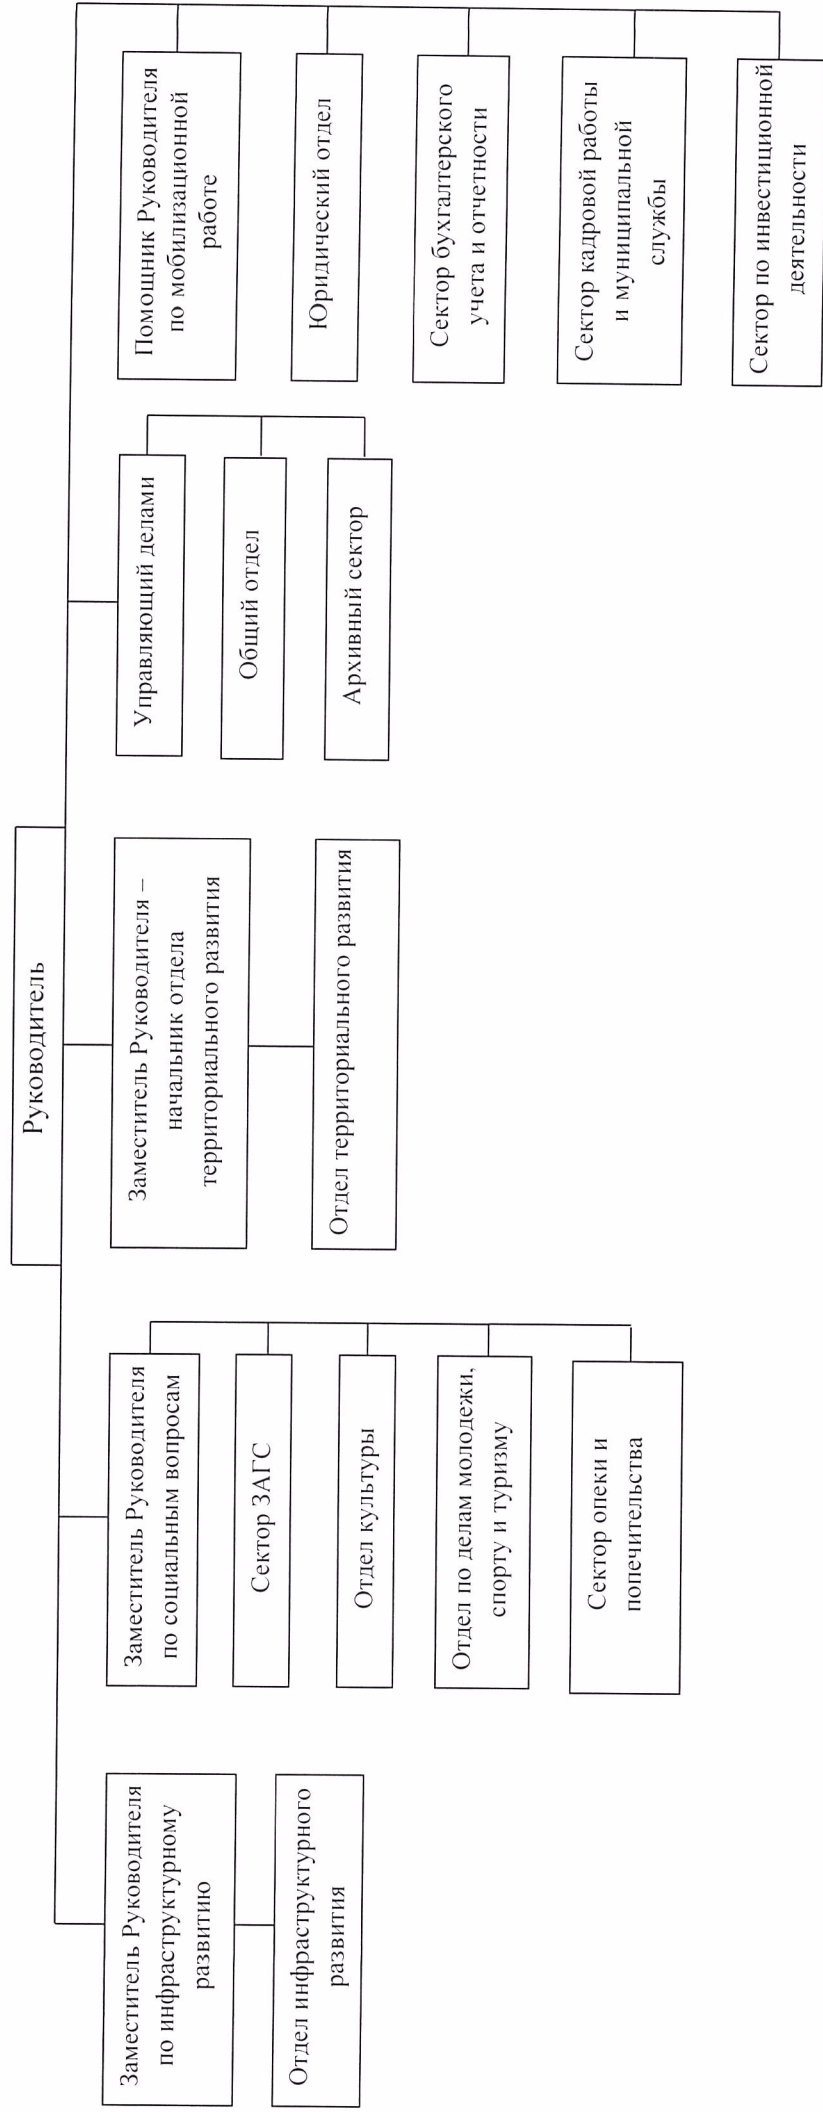 Руководитель
Заместитель Руководителя
по инфраструктурному
развитию
Отдел инфраструктурного
развития
Заместитель Руководителя
по социальным вопросам
Сектор ЗАГС
Отдел культуры
Отдел по делам молодежи,
спорту и туризму
Сектор опеки и
попечительства
Заместитель Руководителя –
начальник отдела
территориального развития
Отдел территориального развития
Управляющий делами
Общий отдел
Архивный сектор
Помощник Руководителя
по мобилизационной
работе
Юридический отдел
Сектор бухгалтерского
учета и отчетности
Сектор кадровой работы
и муниципальной
службы
Сектор по инвестиционной
деятельности